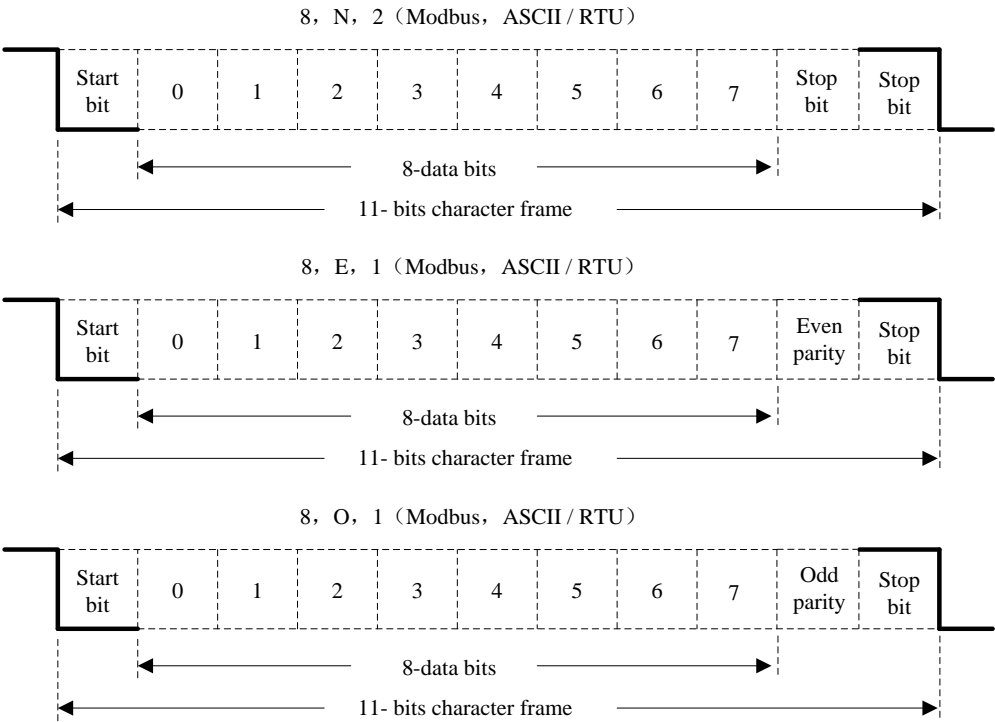 8，N，2（Modbus，ASCII / RTU）
Start bit 0 1 2 3 4 5 6 7 Stop bit Stop bit
8-data bits
11- bits character frame
8，E，1（Modbus，ASCII / RTU）
Start bit 0 1 2 3 4 5 6 7 Even parity Stop bit
8-data bits
11- bits character frame
8，O，1（Modbus，ASCII / RTU）
Start bit 0 1 2 3 4 5 6 7 Odd parity Stop bit
8-data bits
11- bits character frame